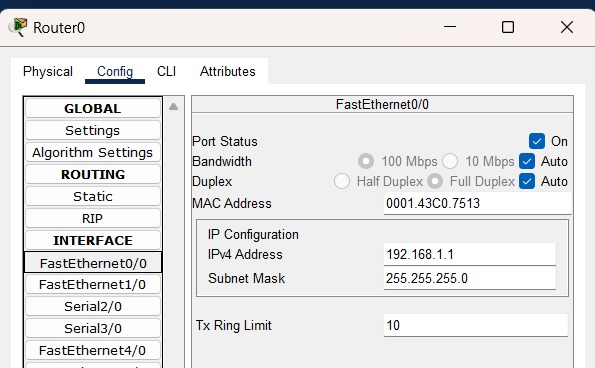 Router0
Physical Config CLI Attributes
GLOBAL
Settings
Algorithm Settings
ROUTING
Static
RIP
INTERFACE
FastEthernet0/0
FastEthernet1/0
Serial2/0
Serial3/0
FastEthernet4/0
FastEthernet0/0
Port Status On
Bandwidth 100 Mbps 10 Mbps Auto
Duplex Half Duplex Full Duplex Auto
MAC Address 0001.43C0.7513
IP Configuration
IPv4 Address 192.168.1.1
Subnet Mask 255.255.255.0
Tx Ring Limit 10